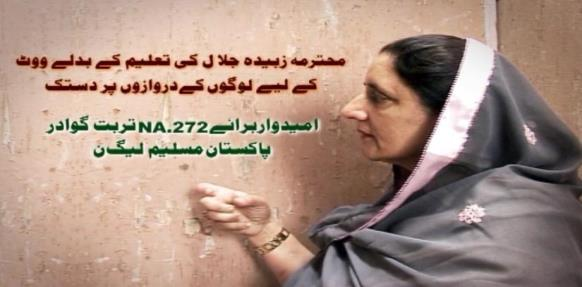 محترمہ زبیدہ جلال کی تعلیم کے بدلے ووٹ
کے لیے لوگوں کے دروازوں پر دستک
امیدوار برائے NA.272 تربت گوادر
پاکستان مسلیم لیگ ن